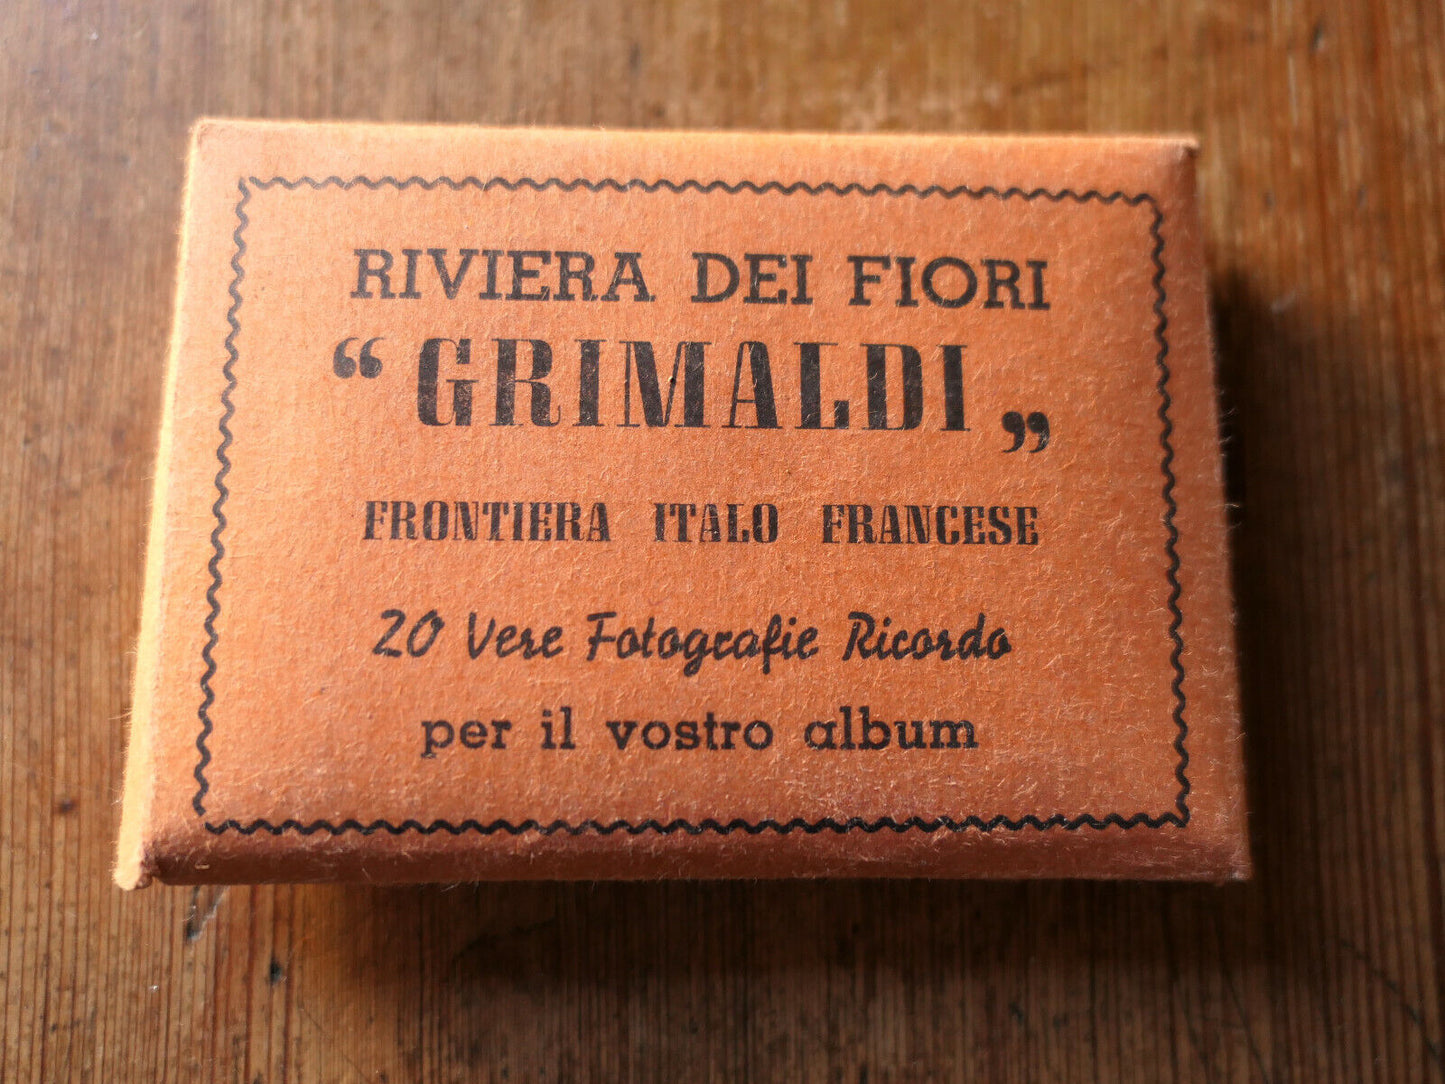 RIVIERA DEI FIORI
“GRIMALDI„
FRONTIERA ITALO FRANCESE
20 Vere Fotografie Ricordo
per il vostro album